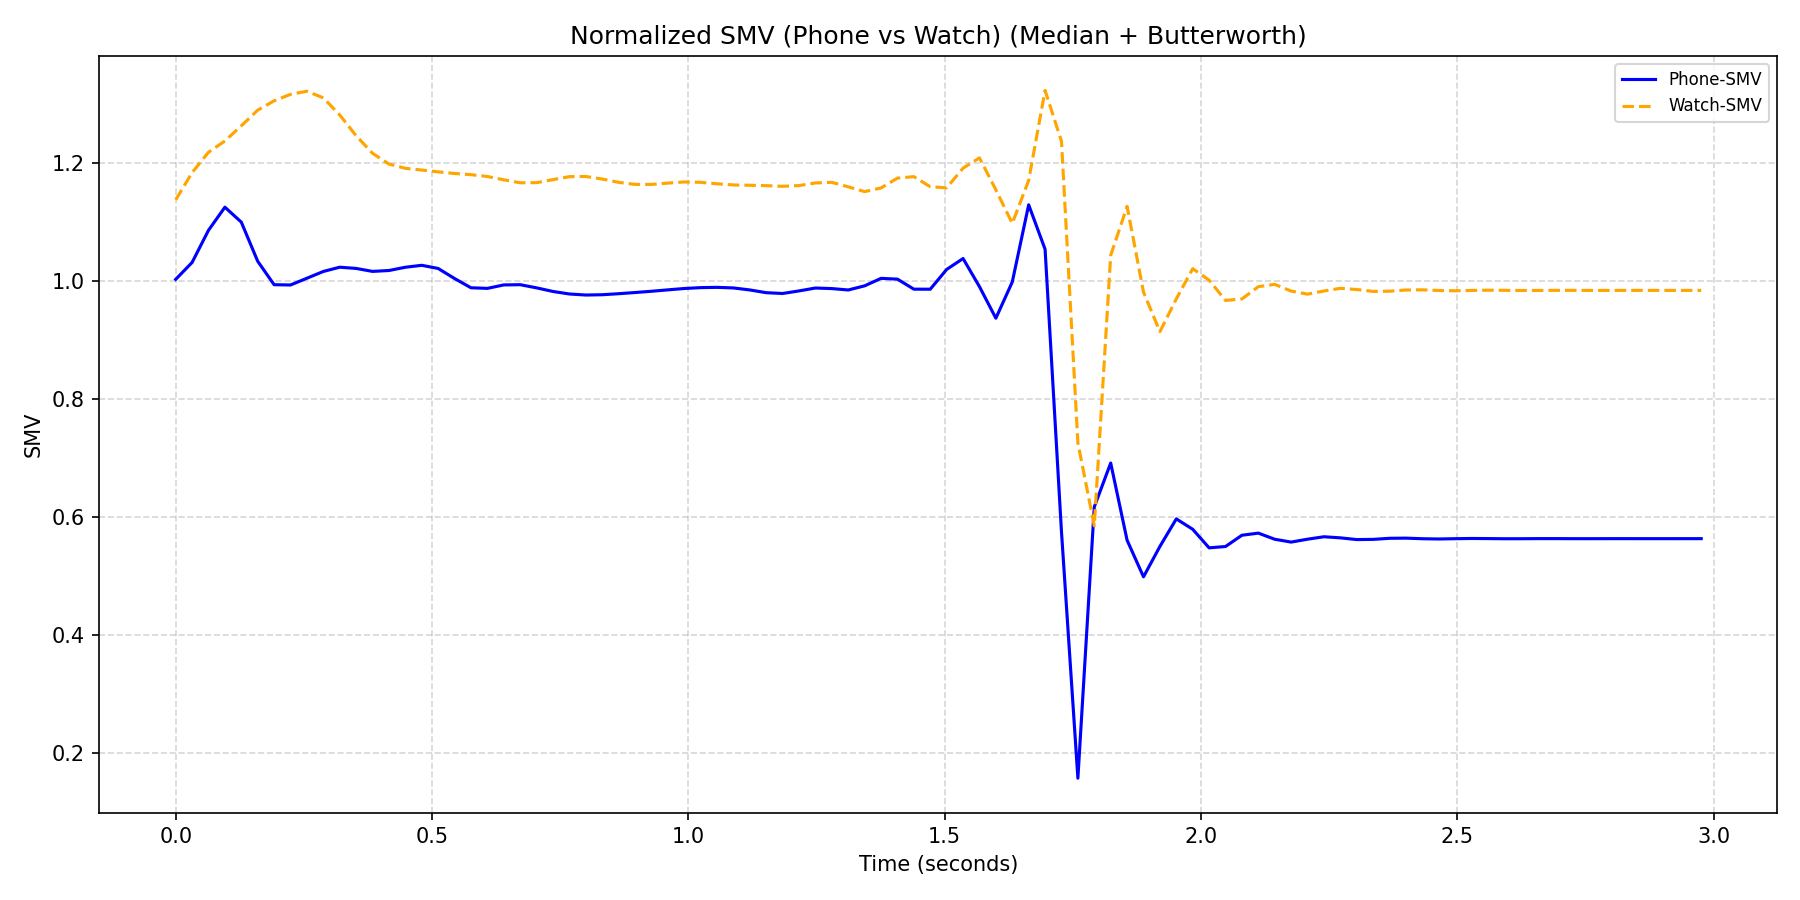 Normalized SMV (Phone vs Watch) (Median + Butterworth)
Phone-SMV
Watch-SMV
SMV
1.2
1.0
0.8
0.6
0.4
0.2
0.0 0.5 1.0 1.5 2.0 2.5 3.0
Time (seconds)